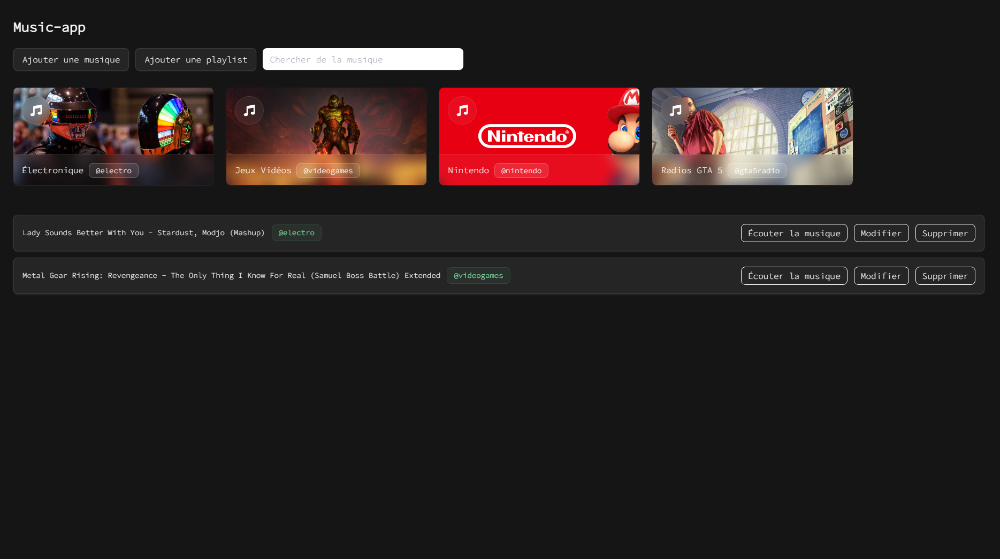 Music-app
Ajouter une musique
Ajouter une playlist
Chercher de la musique
Électronique @electro
Nintendo®
Jeux Vidéos @videogames
M
Nintendo @nintendo
Radios GTA 5 @gta5radio
Lady Sounds Better With You - Stardust, Modjo (Mashup) @electro
Écouter la musique
Modifier
Supprimer
Metal Gear Rising: Revengeance - The Only Thing I Know For Real (Samuel Boss Battle) Extended @videogames
Écouter la musique
Modifier
Supprimer